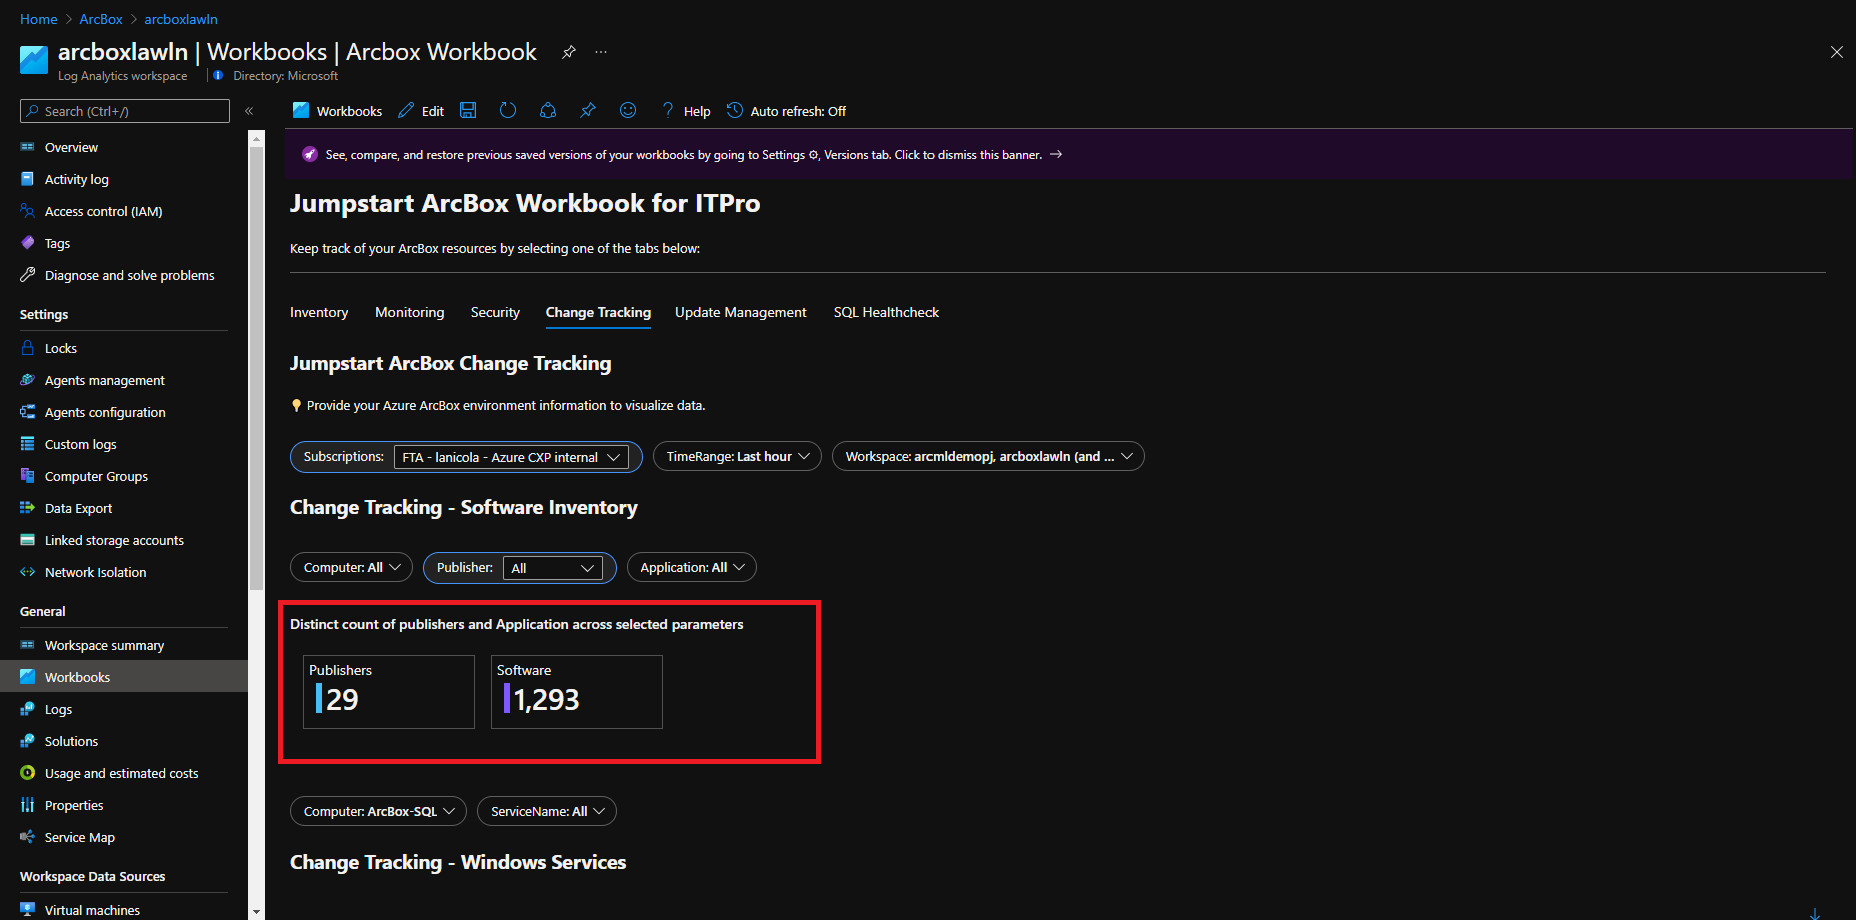 Home > ArcBox > arcboxlawln
arcboxlawln | Workbooks | Arcbox Workbook
Log Analytics workspace | Directory: Microsoft
Search (Ctrl+/)
Overview
Activity log
Access control (IAM)
Tags
Diagnose and solve problems
Settings
Locks
Agents management
Agents configuration
Custom logs
Computer Groups
Data Export
Linked storage accounts
Network Isolation
General
Workspace summary
Workbooks
Logs
Solutions
Usage and estimated costs
Properties
Service Map
Workspace Data Sources
Virtual machines
Workbooks Edit ? Help Auto refresh: Off
See, compare, and restore previous saved versions of your workbooks by going to Settings ⚙, Versions tab. Click to dismiss this banner. →
Jumpstart ArcBox Workbook for ITPro
Keep track of your ArcBox resources by selecting one of the tabs below:
Inventory Monitoring Security Change Tracking Update Management SQL Healthcheck
Jumpstart ArcBox Change Tracking
Provide your Azure ArcBox environment information to visualize data.
Subscriptions: FTA - lanicola - Azure CXP internal TimeRange: Last hour Workspace: arcmldemopj, arcboxlawln (and ...
Change Tracking - Software Inventory
Computer: All Publisher: All Application: All
Distinct count of publishers and Application across selected parameters
Publishers Software
29 1,293
Computer: ArcBox-SQL ServiceName: All
Change Tracking - Windows Services